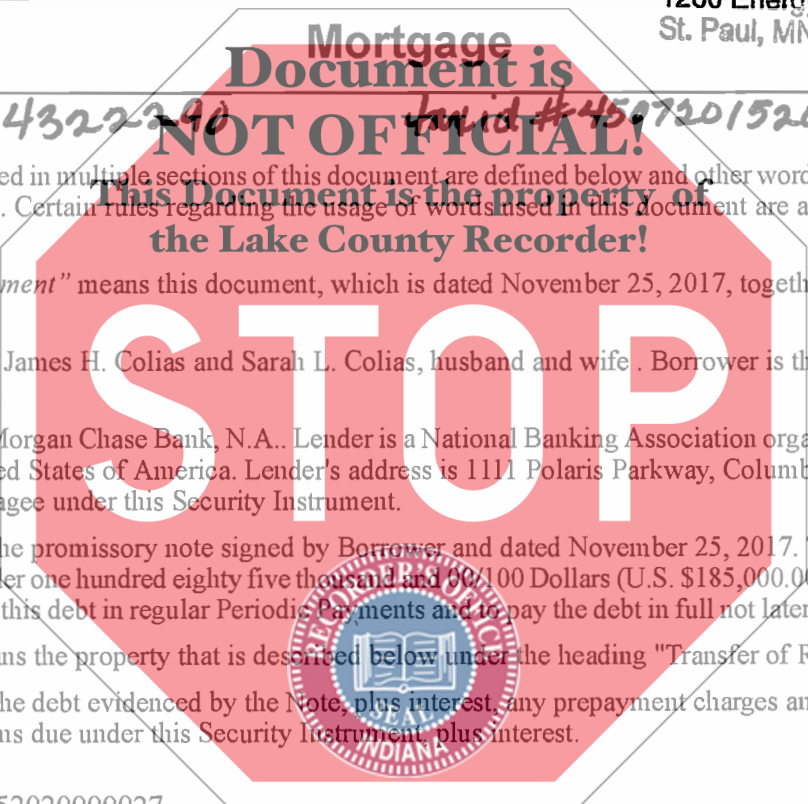 1200 Energ
St. Paul, MN
Mortgage
Document is
4322290
NOT OFFICIAL!
ed in multiple sections of this document are defined below and other word
This Document is the property of
. Certain rules regarding the usage of words used in this document are a
the Lake County Recorder!
ment" means this document, which is dated November 25, 2017, togeth
STOP
James H. Colias and Sarah L. Colias, husband and wife . Borrower is th
Morgan Chase Bank, N.A.. Lender is a National Banking Association orga
ed States of America. Lender's address is 1111 Polaris Parkway, Columb
agee under this Security Instrument.
he promissory note signed by Borrower and dated November 25, 2017.
er one hundred eighty five thousand and 00/100 Dollars (U.S. $185,000.00
this debt in regular Periodic Payments and to pay the debt in full not later
ns the property that is described below under the heading "Transfer of R
he debt evidenced by the Note, plus interest, any prepayment charges an
ms due under this Security Instrument, plus interest.
RECORDER'S OFFICE
SEAL
INDIANA